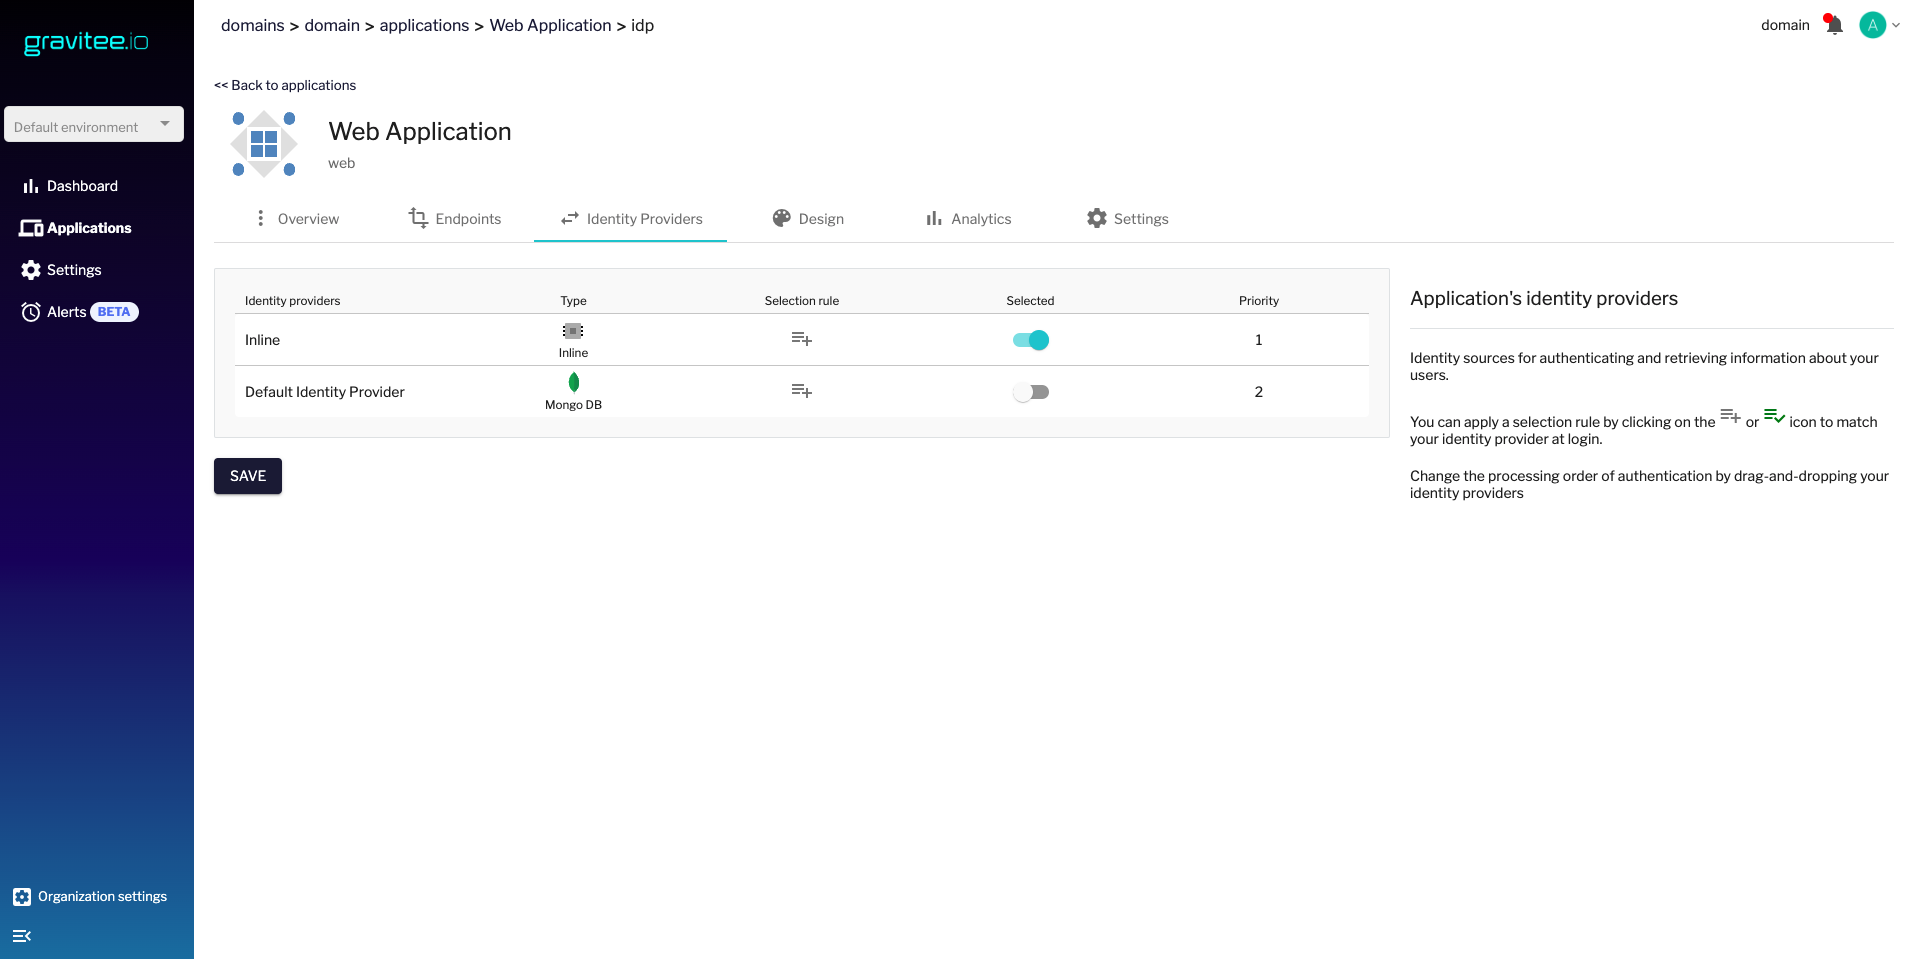 gravitee.io
domains > domain > applications > Web Application > idp
domain
A
<< Back to applications
Default environment
Web Application
web
Dashboard
Applications
Settings
Alerts BETA
Overview
Endpoints
Identity Providers
Design
Analytics
Settings
Identity providers Type Selection rule Selected Priority
Inline Inline 1
Default Identity Provider Mongo DB 2
SAVE
Application's identity providers
Identity sources for authenticating and retrieving information about your
users.
You can apply a selection rule by clicking on the or icon to match
your identity provider at login.
Change the processing order of authentication by drag-and-dropping your
identity providers
Organization settings